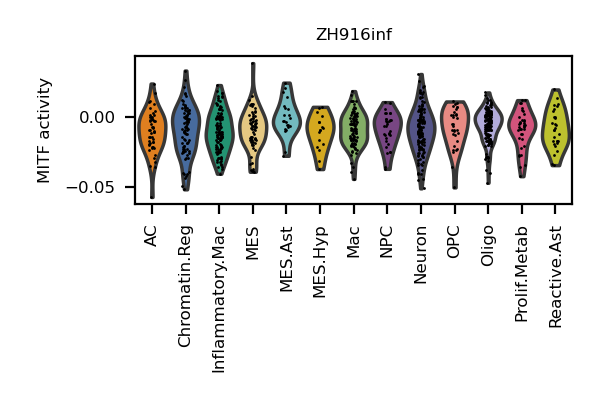 ZH916inf
MITF activity
0.00
−0.05
AC
Chromatin.Reg
Inflammatory.Mac
MES
MES.Ast
MES.Hyp
Mac
NPC
Neuron
OPC
Oligo
Prolif.Metab
Reactive.Ast